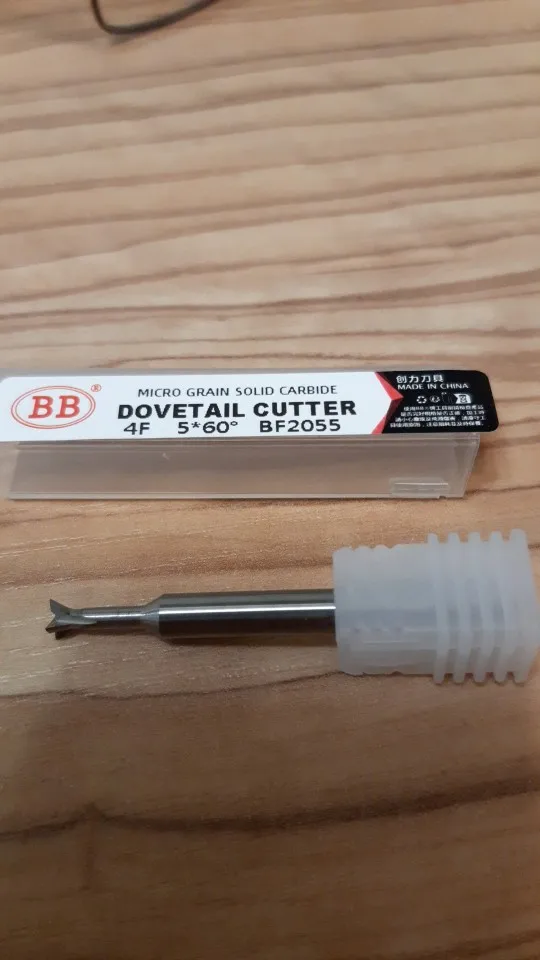 BB®
MICRO GRAIN SOLID CARBIDE
DOVETAIL CUTTER
4F 5*60° BF2055
创力刀具
MADE IN CHINA